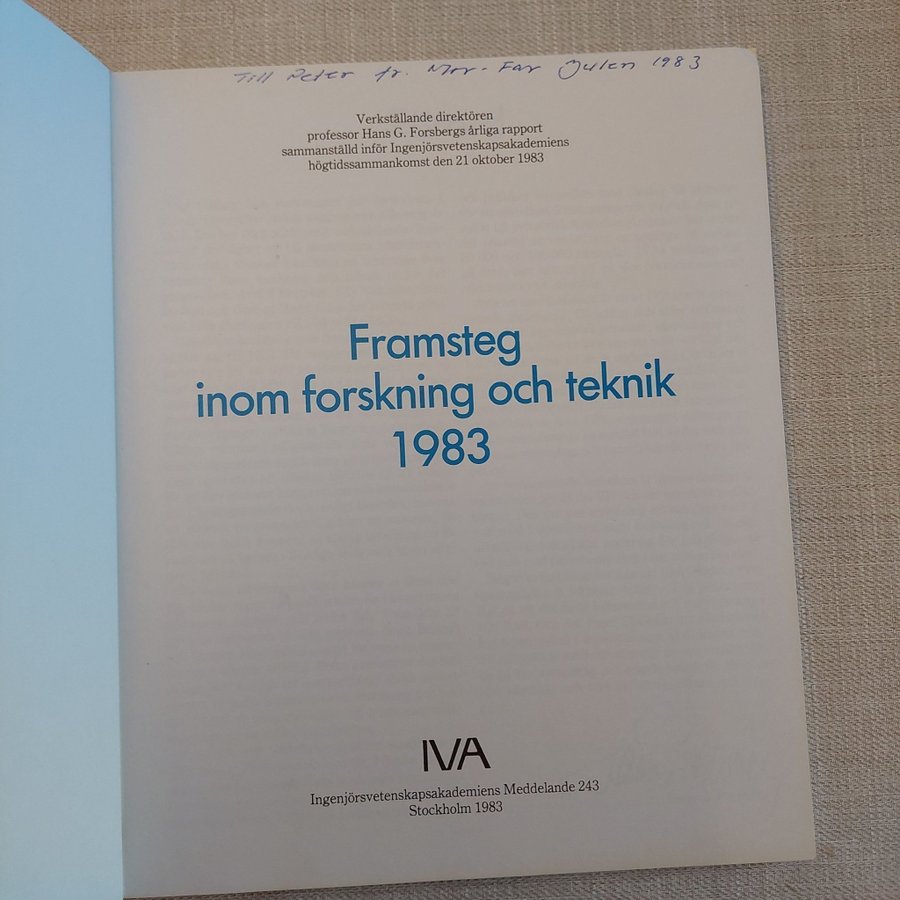 Till Peter fr. Mor-Far Julen 1983
Verkställande direktören
professor Hans G. Forsbergs årliga rapport
sammanställd inför Ingenjörsvetenskapsakademiens
högtidssammankomst den 21 oktober 1983
Framsteg
inom forskning och teknik
1983
IVA
Ingenjörsvetenskapsakademiens Meddelande 243
Stockholm 1983